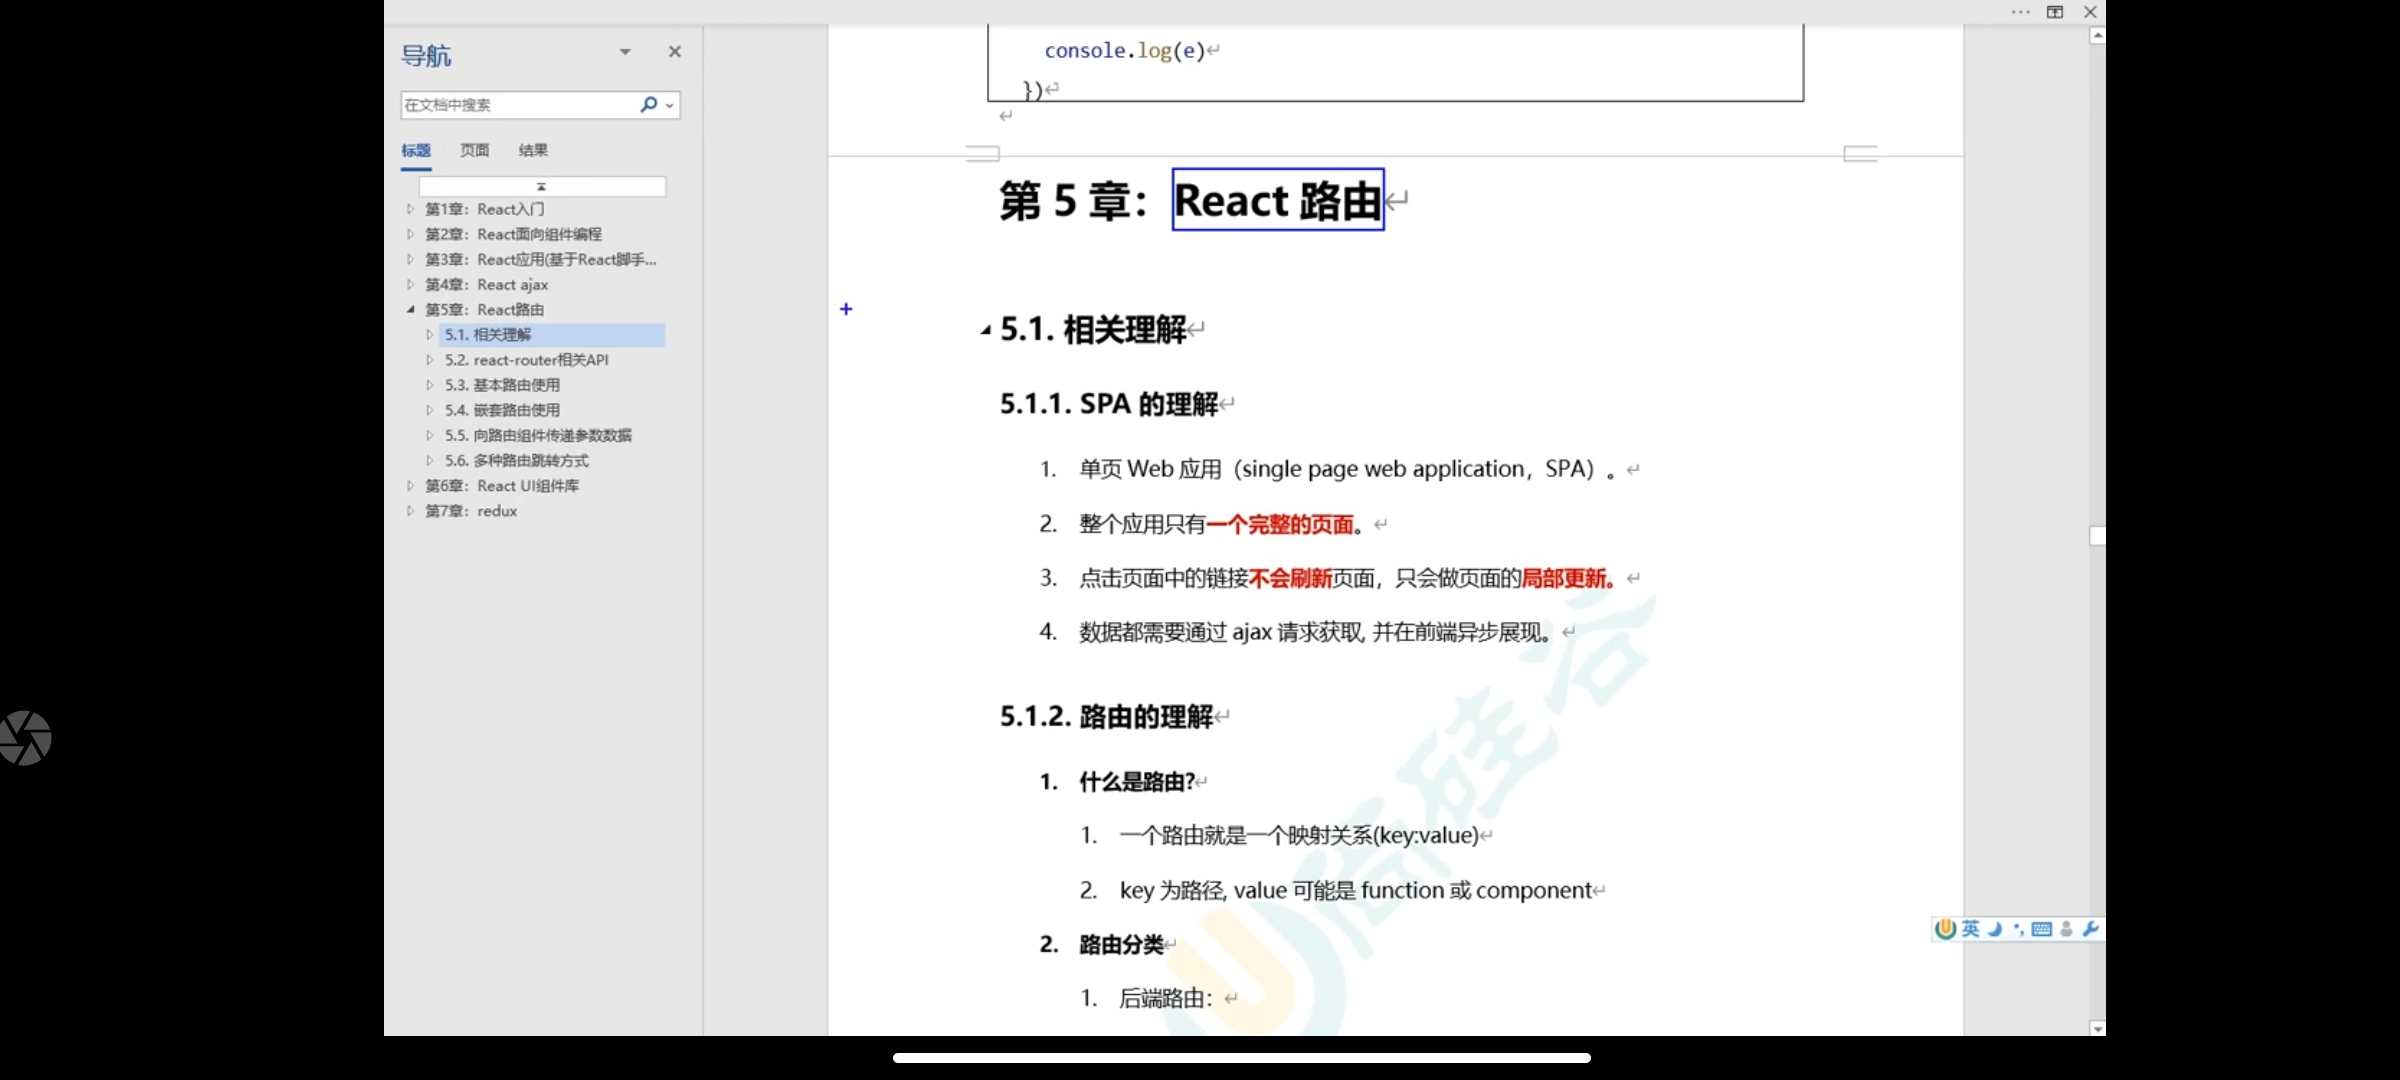 导航
在文档中搜索
标题 页面 结果
第1章：React入门
第2章：React面向组件编程
第3章：React应用(基于React脚手...
第4章：React ajax
第5章：React路由
5.1. 相关理解
5.2. react-router相关API
5.3. 基本路由使用
5.4. 嵌套路由使用
5.5. 向路由组件传递参数数据
5.6. 多种路由跳转方式
第6章：React UI组件库
第7章：redux
console.log(e)
})
第 5 章：React 路由
5.1. 相关理解
5.1.1. SPA 的理解
1. 单页 Web 应用（single page web application，SPA）。
2. 整个应用只有一个完整的页面。
3. 点击页面中的链接不会刷新页面，只会做页面的局部更新。
4. 数据都需要通过 ajax 请求获取, 并在前端异步展现。
5.1.2. 路由的理解
1. 什么是路由?
1. 一个路由就是一个映射关系(key:value)
2. key 为路径, value 可能是 function 或 component
2. 路由分类
1. 后端路由：
尚硅谷
英